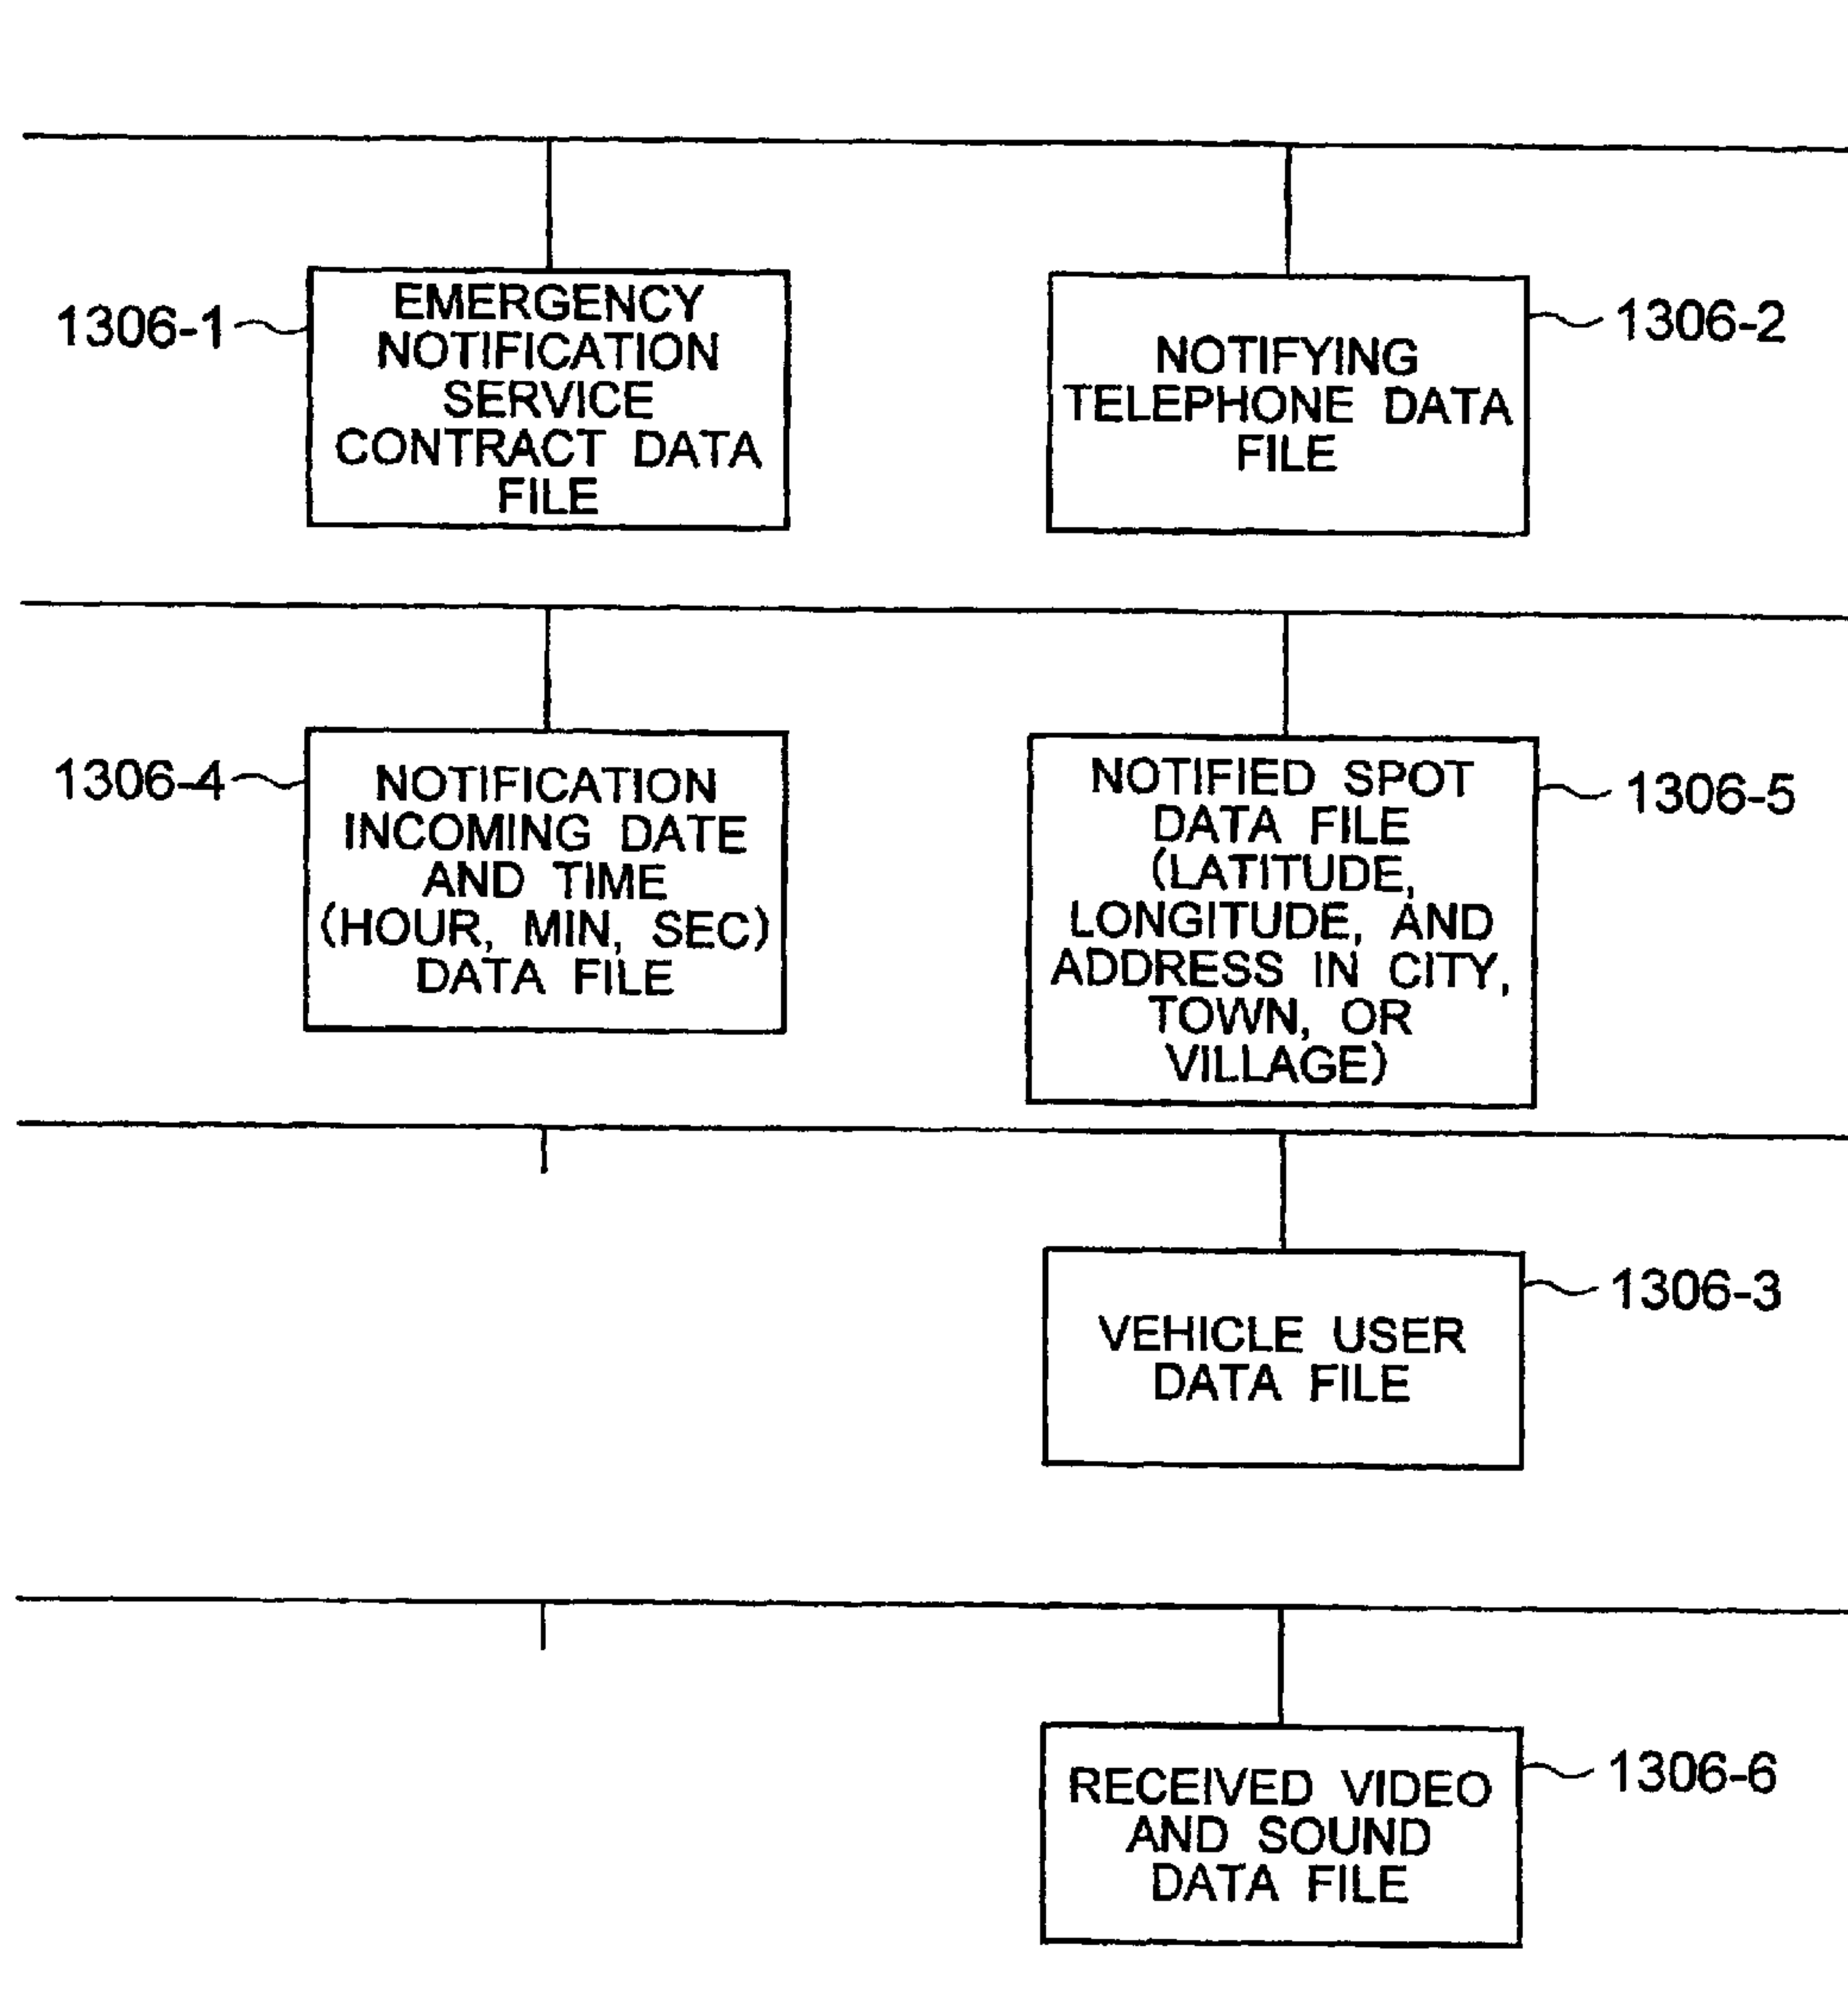 1306-1
EMERGENCY
NOTIFICATION
SERVICE
CONTRACT DATA
FILE
NOTIFYING
TELEPHONE DATA
FILE
1306-2
1306-4
NOTIFICATION
INCOMING DATE
AND TIME
(HOUR, MIN, SEC)
DATA FILE
NOTIFIED SPOT
DATA FILE
(LATITUDE,
LONGITUDE, AND
ADDRESS IN CITY,
TOWN, OR
VILLAGE)
1306-5
VEHICLE USER
DATA FILE
1306-3
RECEIVED VIDEO
AND SOUND
DATA FILE
1306-6